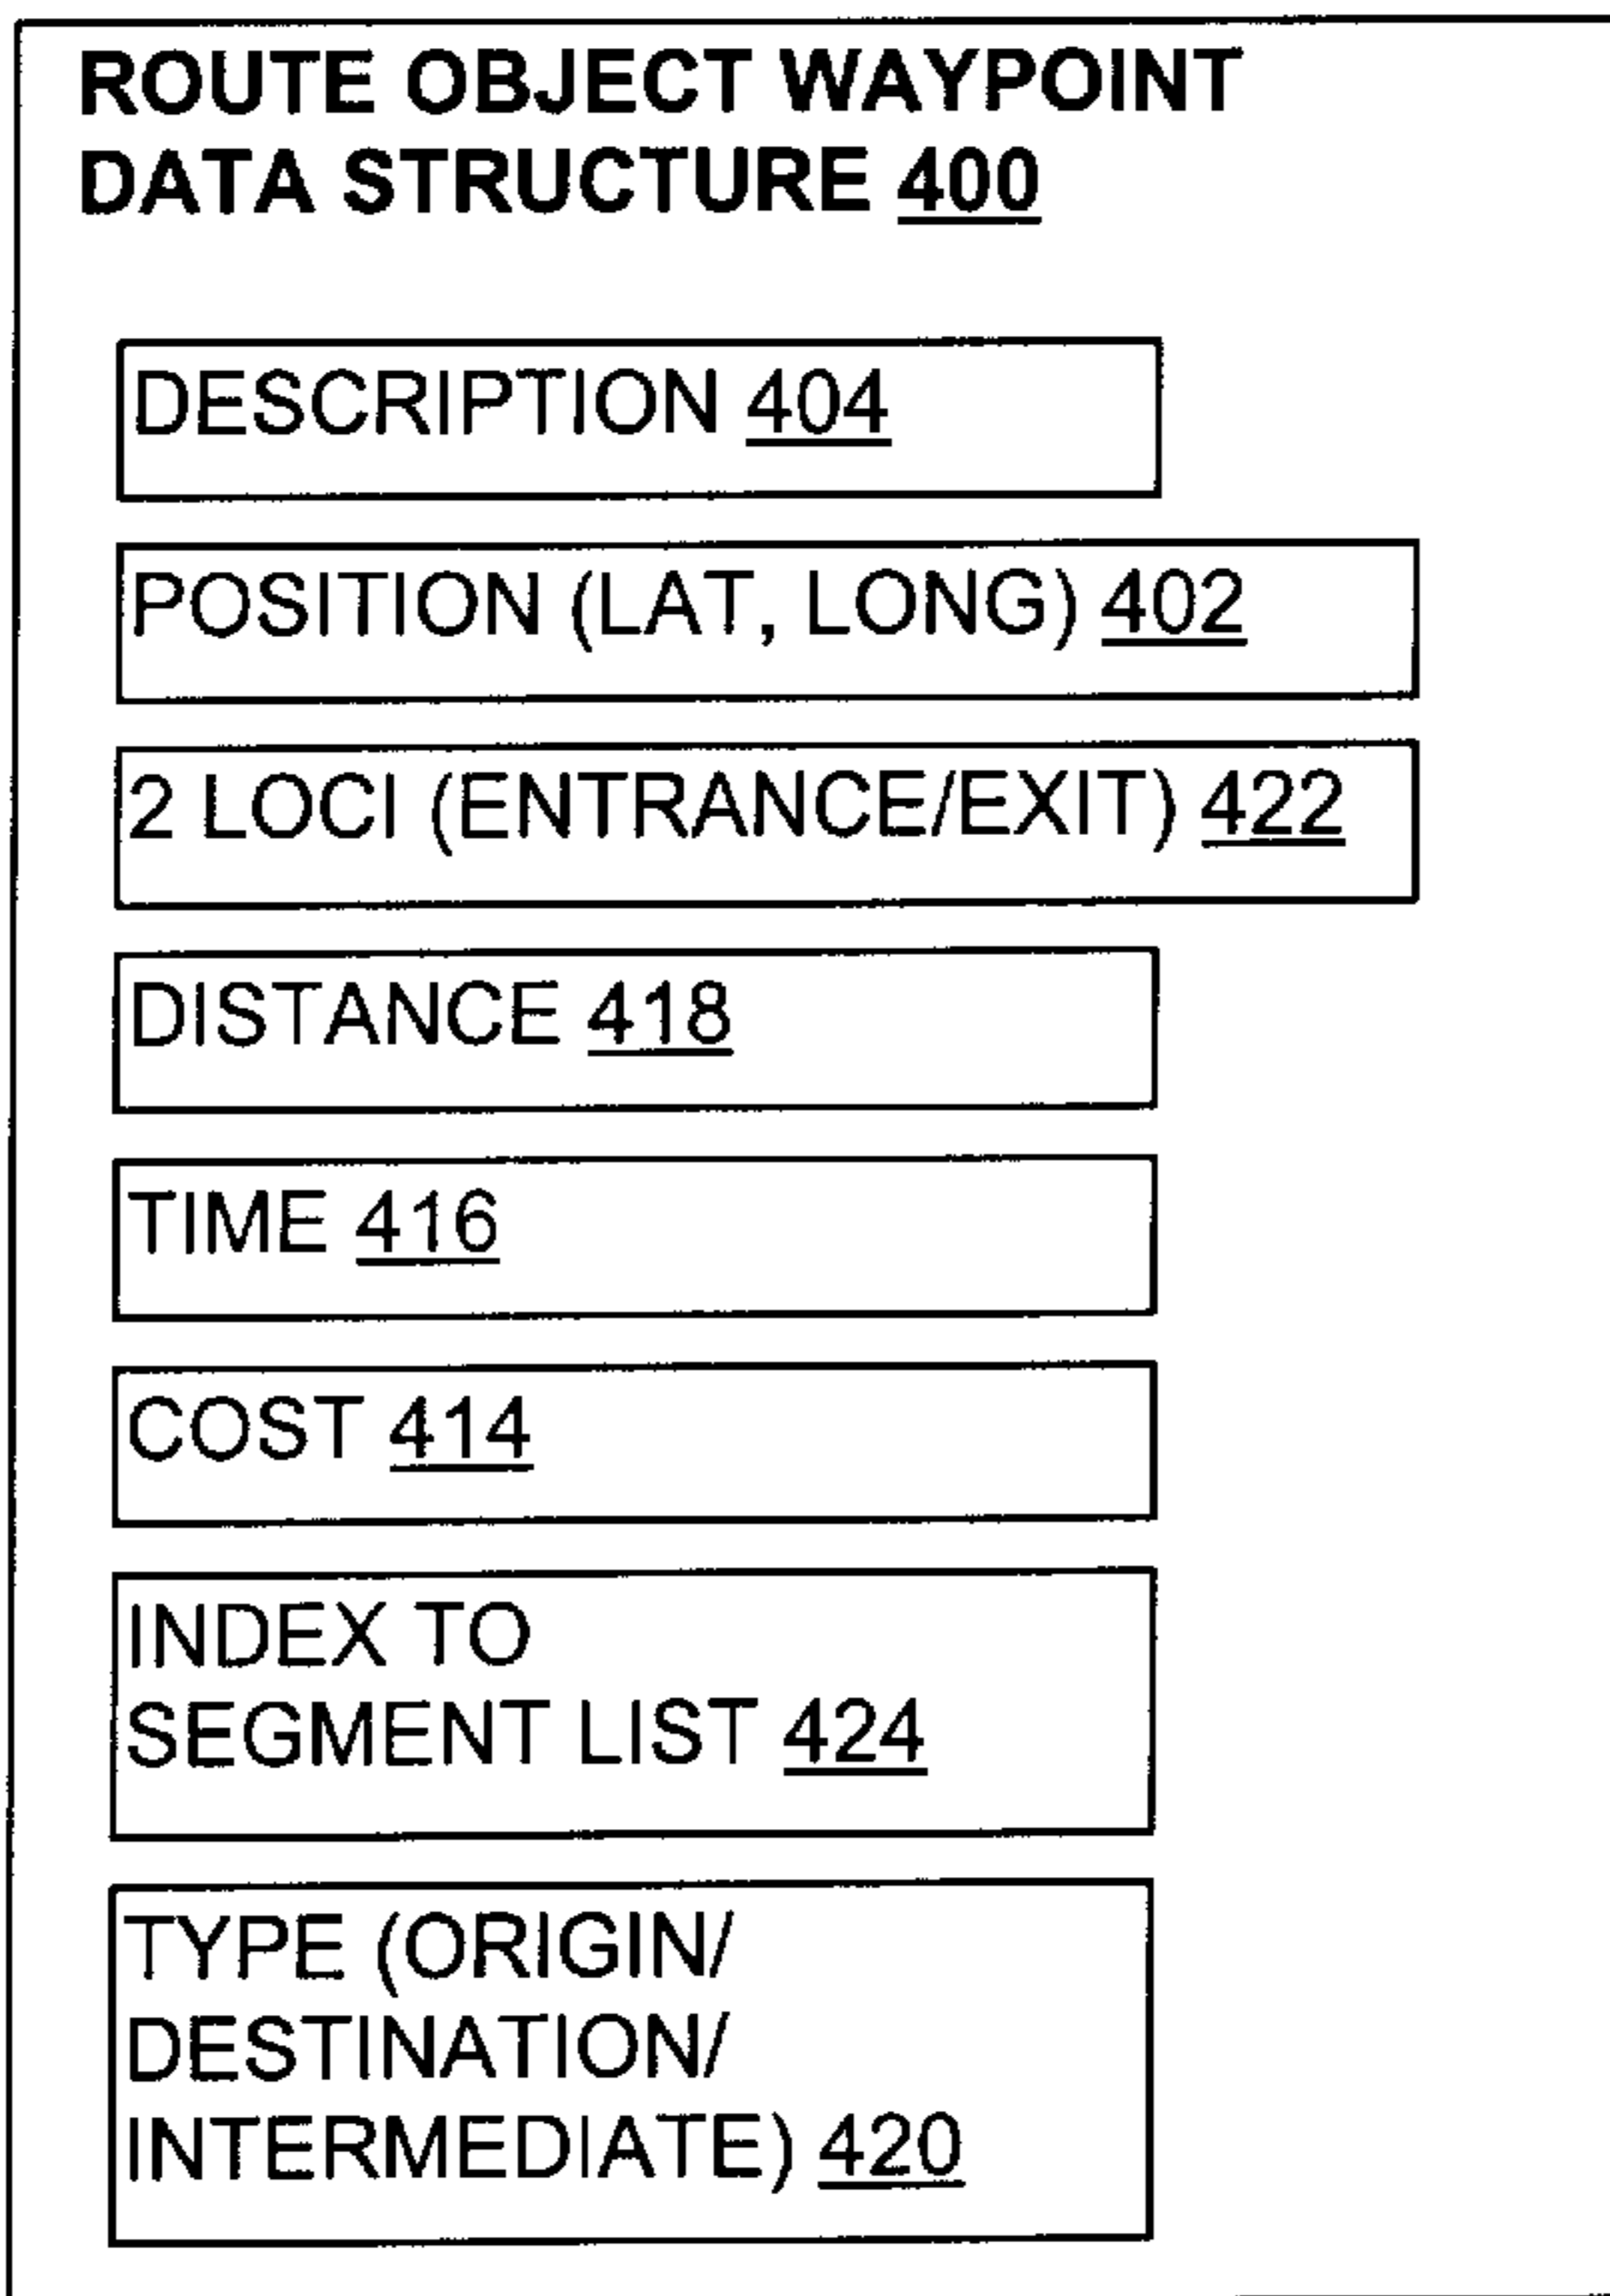 ROUTE OBJECT WAYPOINT
DATA STRUCTURE 400
DESCRIPTION 404
POSITION (LAT, LONG) 402
2 LOCI (ENTRANCE/EXIT) 422
DISTANCE 418
TIME 416
COST 414
INDEX TO
SEGMENT LIST 424
TYPE (ORIGIN/
DESTINATION/
INTERMEDIATE) 420